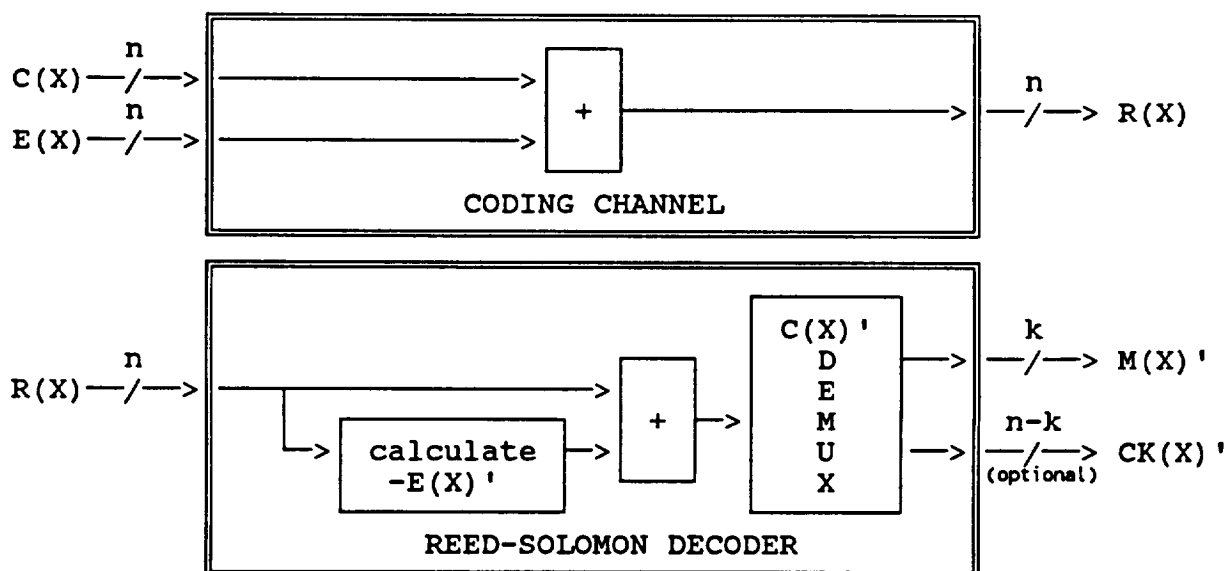 n
C(X) n
E(X)
+
n
R(X)
CODING CHANNEL
n
R(X)
calculate
-E(X)'
+
C(X)'
D
E
M
U
X
k
M(X)'
n-k
(optional)
CK(X)'
REED-SOLOMON DECODER